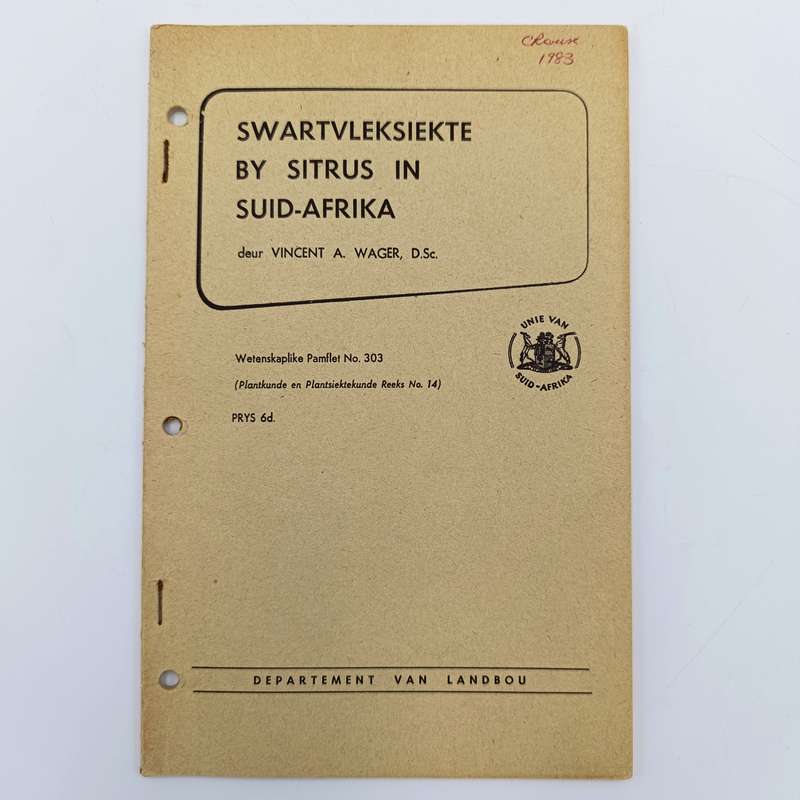 1983
SWARTVLEKSIEKTE
BY SITRUS IN
SUID-AFRIKA
deur VINCENT A. WAGER, D.Sc.
Wetenskaplike Pamflet No. 303
(Plantkunde en Plantsiektekunde Reeks No. 14)
PRYS 6d.
UNIE VAN
SUID-AFRIKA
DEPARTEMENT VAN LANDBOU